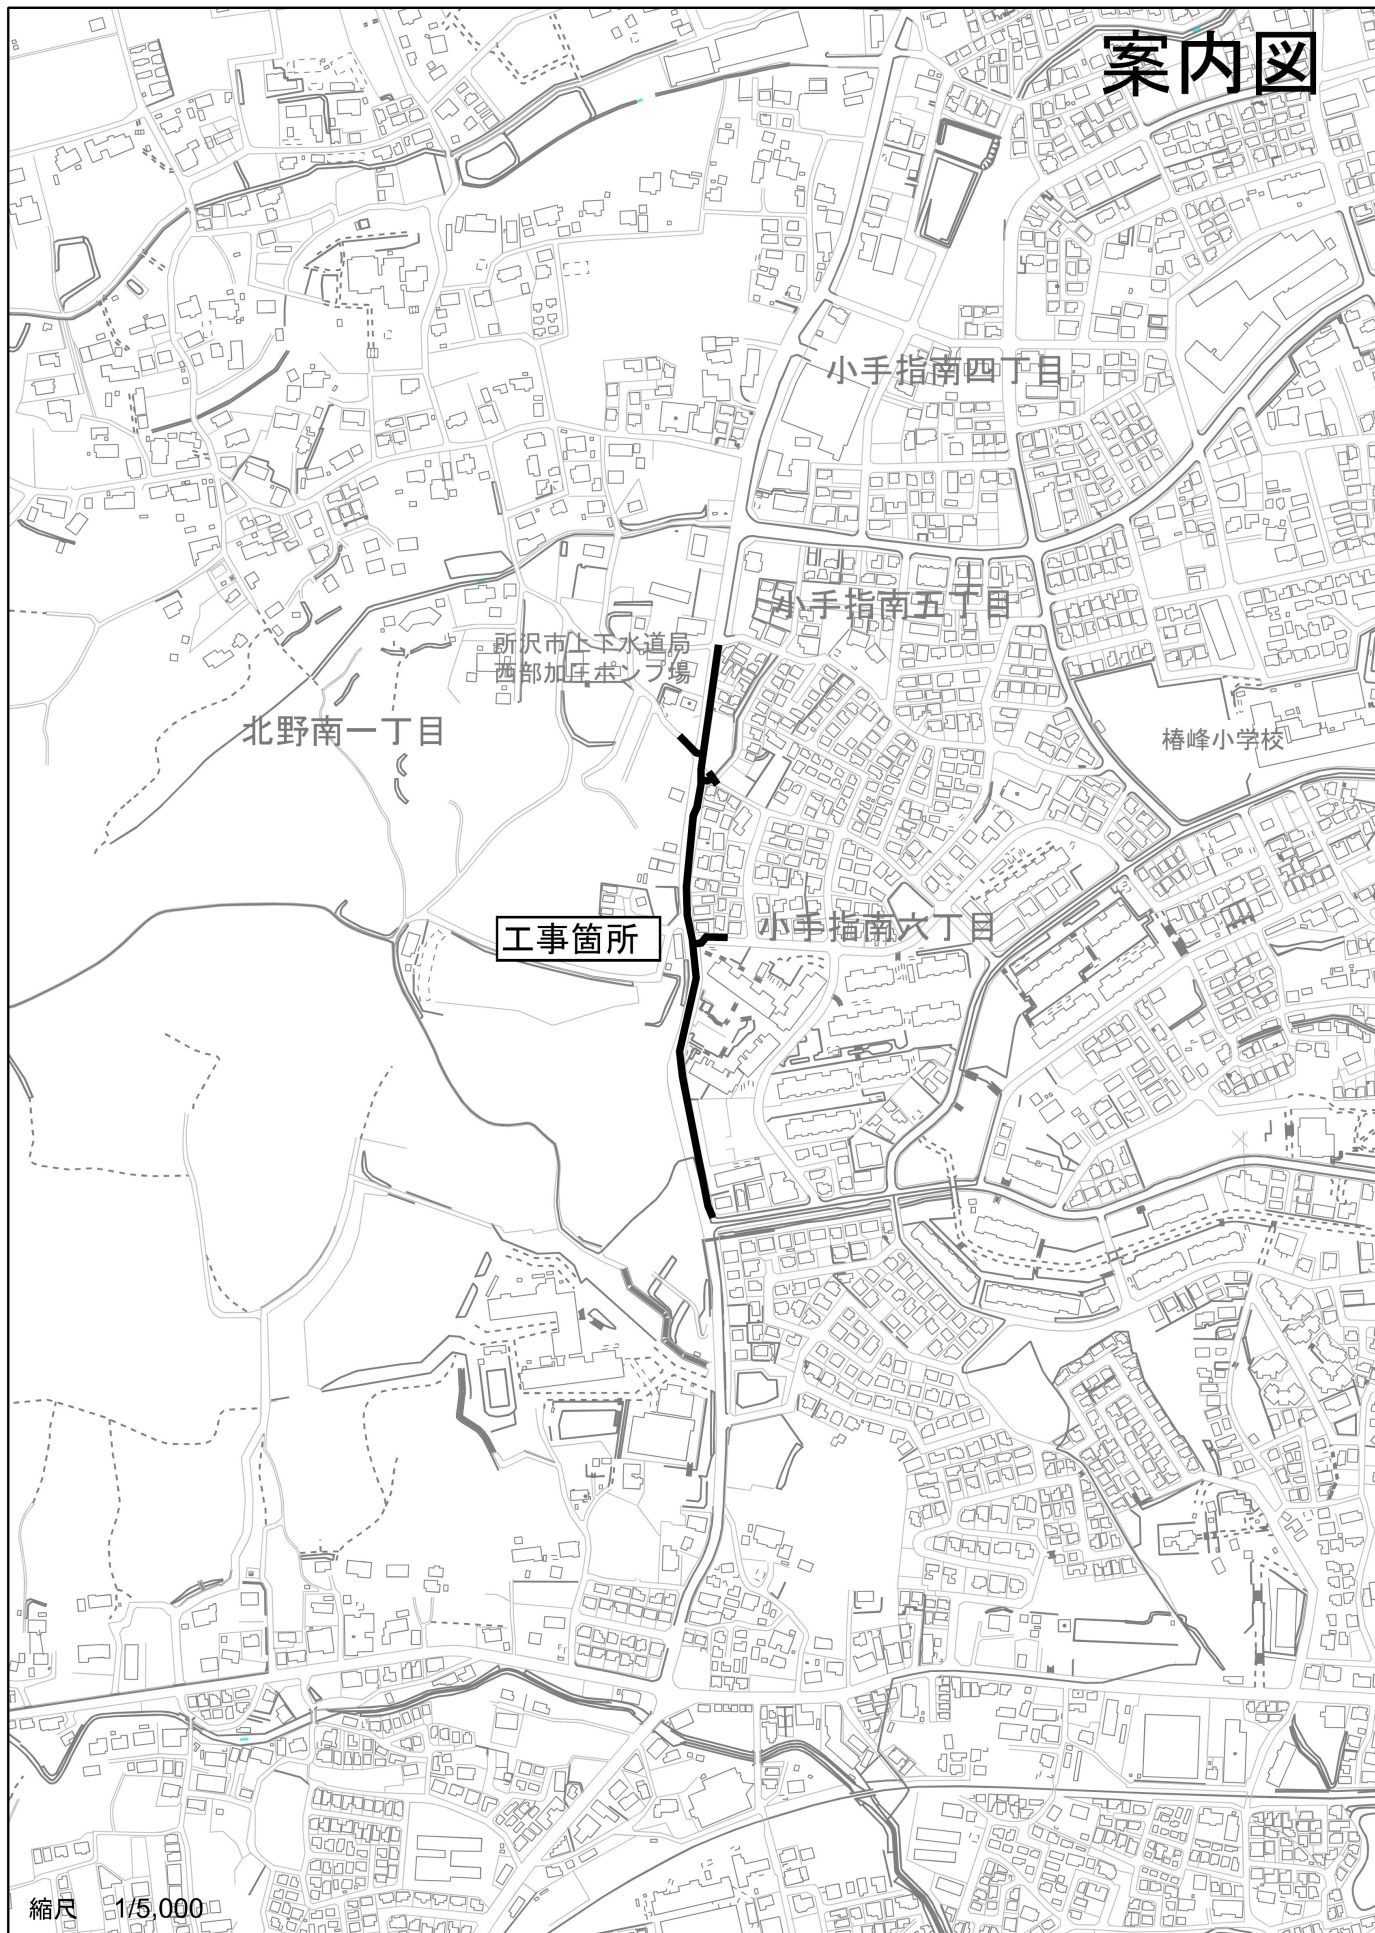 案内図
小手指南四丁目
小手指南五丁目
所沢市上下水道局
西部加圧ポンプ場
北野南一丁目
椿峰小学校
工事箇所
小手指南六丁目
縮尺 1/5,000